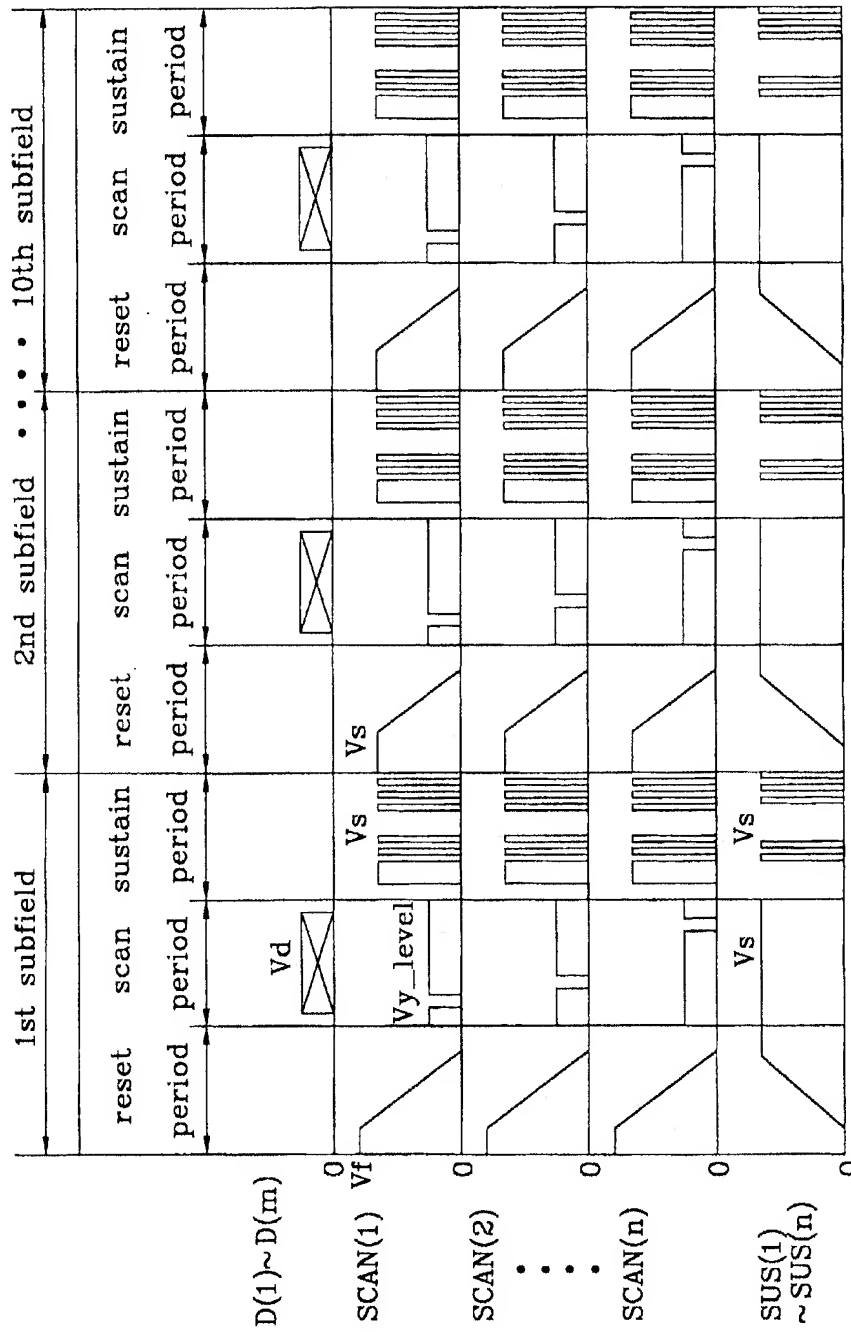 1st subfield 2nd subfield • • • • 10th subfield
reset scan sustain reset scan sustain reset scan sustain
period period period period period period period period period
D(1)~D(m) 0 Vd
SCAN(1) Vf 0 Vy_level Vs Vs
SCAN(2) 0
• • • •
SCAN(n) 0
0
SUS(1)
~SUS(n) 0 Vs Vs